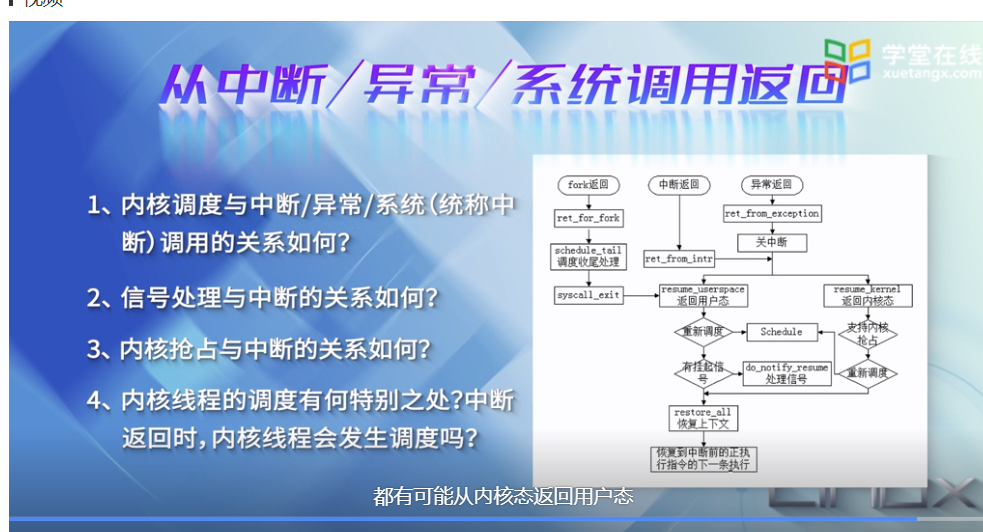 视频
学堂在线
xuetangx.com
从中断/异常/系统调用返回
1、内核调度与中断/异常/系统(统称中
断)调用的关系如何?
2、信号处理与中断的关系如何?
3、内核抢占与中断的关系如何?
4、内核线程的调度有何特别之处?中断
返回时,内核线程会发生调度吗?
fork返回
中断返回
异常返回
ret_for_fork
ret_from_exception
关中断
schedule_tail
调度收尾处理
ret_from_intr
syscall_exit
resume_userspace
返回用户态
resume_kernel
返回内核态
重新调度
Schedule
支持内核
抢占
有挂起信
号
do_notify_resume
处理信号
重新调度
restore_all
恢复上下文
恢复到中断前的正执
行指令的下一条执行
都有可能从内核态返回用户态
Linux